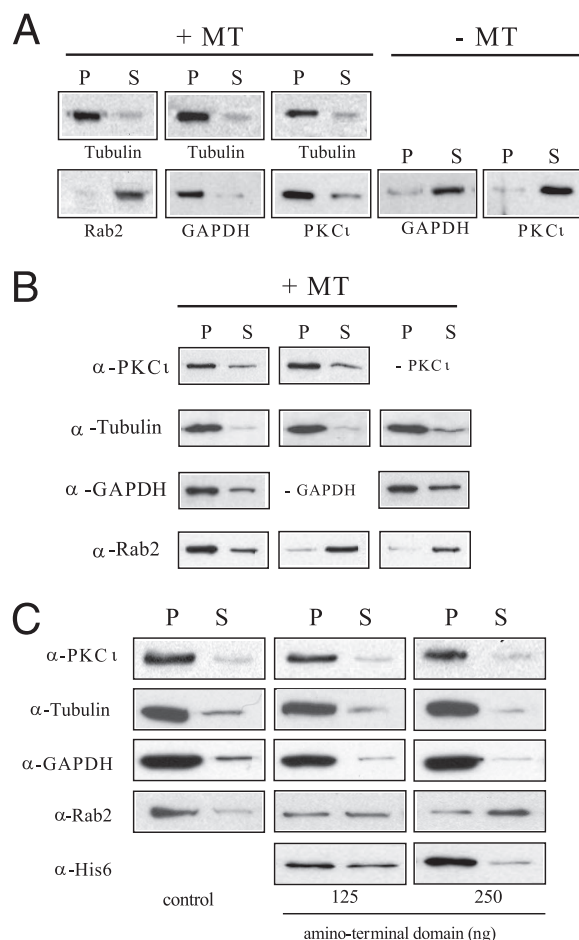 A
+ MT - MT
P S P S P S
Tubulin Tubulin Tubulin
P S P S
Rab2 GAPDH PKCι GAPDH PKCι
B
+ MT
P S P S P S
α-PKCι - PKCι
α-Tubulin
α-GAPDH - GAPDH
α-Rab2
C
P S P S P S
α-PKCι
α-Tubulin
α-GAPDH
α-Rab2
α-His6
control 125 250
amino-terminal domain (ng)